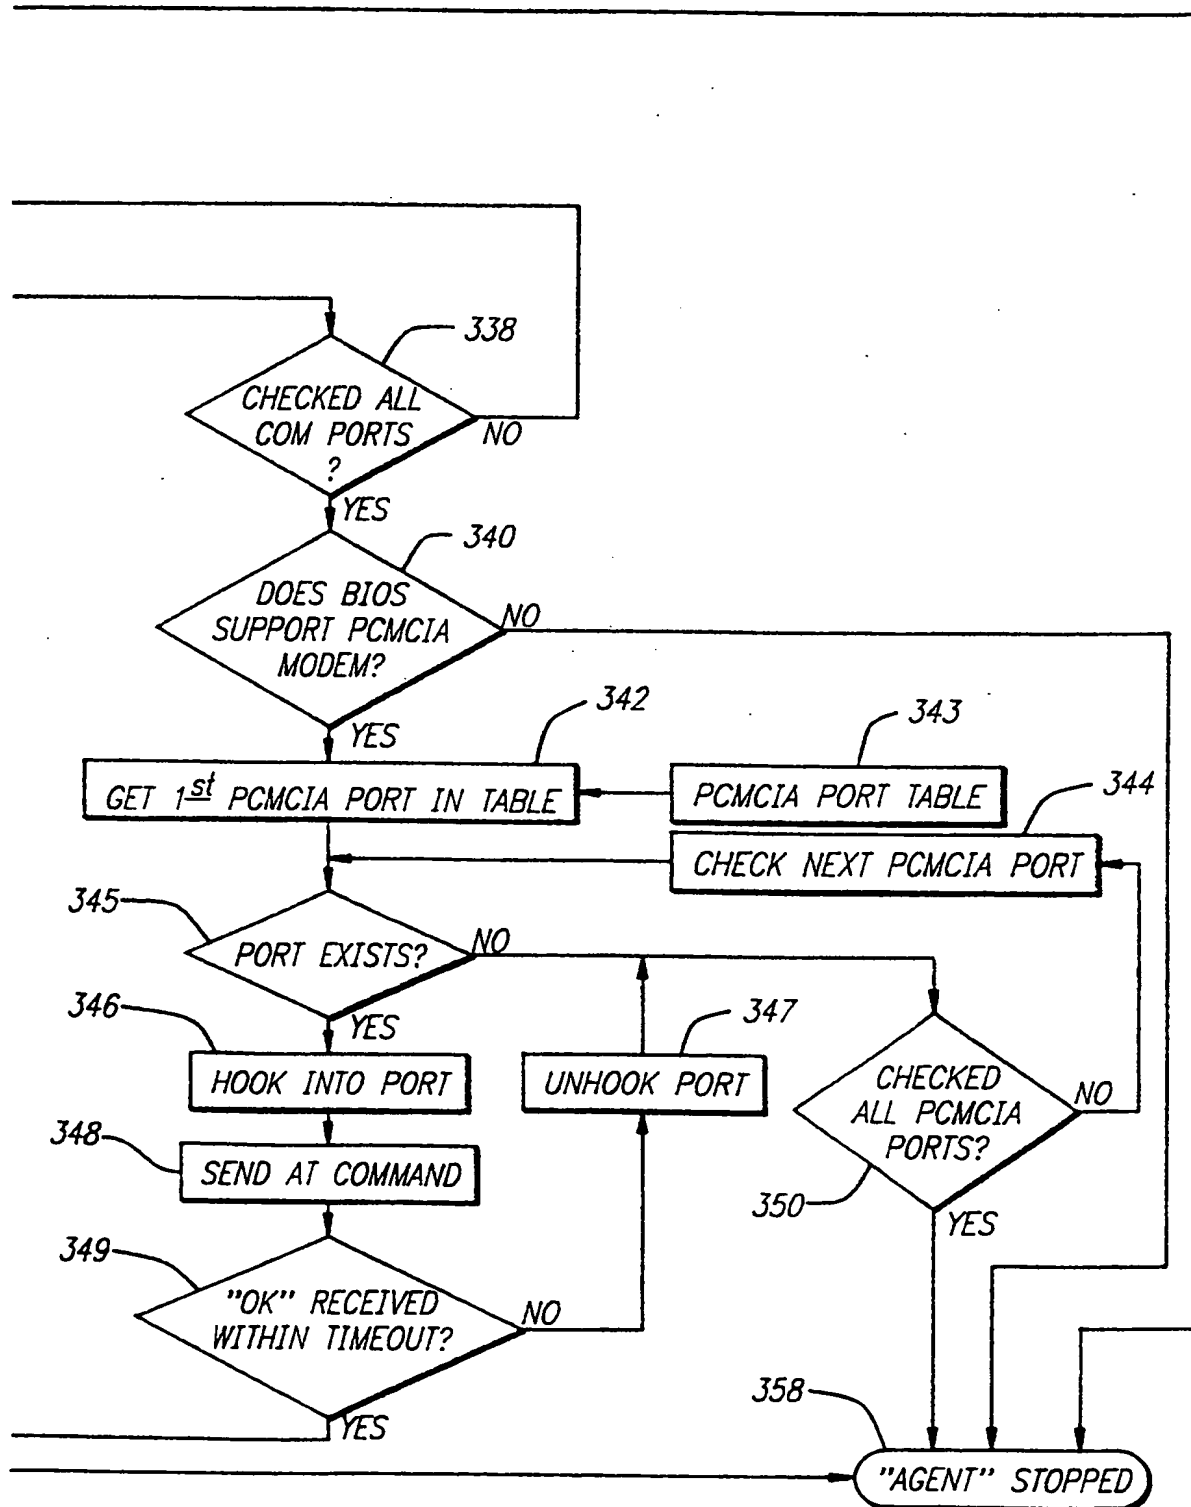 338
CHECKED ALL
COM PORTS
?
NO
YES
340
DOES BIOS
SUPPORT PCMCIA
MODEM?
NO
YES
342
343
344
GET 1st PCMCIA PORT IN TABLE
PCMCIA PORT TABLE
CHECK NEXT PCMCIA PORT
345
PORT EXISTS?
NO
YES
346
347
HOOK INTO PORT
UNHOOK PORT
CHECKED
ALL PCMCIA
PORTS?
NO
348
SEND AT COMMAND
350
YES
349
"OK" RECEIVED
WITHIN TIMEOUT?
NO
YES
358
"AGENT" STOPPED